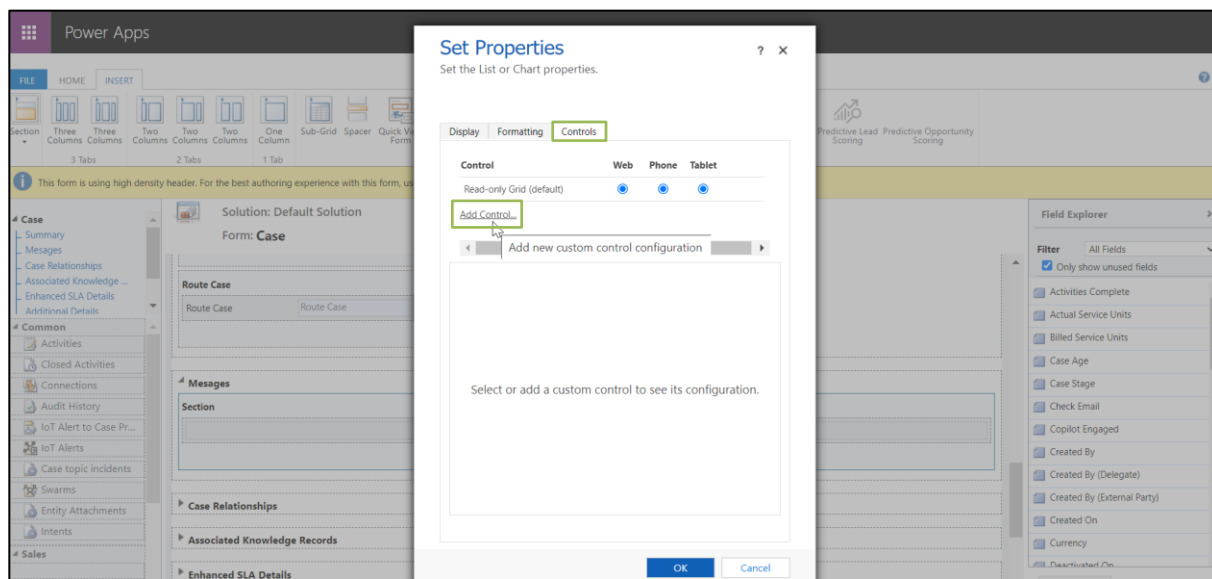 Power Apps
FILE HOME INSERT
Section
Three Columns
Three Columns
Two Columns
Two Columns
Two Columns
One Column
Sub-Grid
Spacer
Form
Predictive Lead Scoring
Predictive Opportunity Scoring
3 Tabs
2 Tabs
1 Tab
This form is using high density header. For the best authoring experience with this form,
Case
Summary
Mesages
Case Relationships
Associated Knowledge ...
Enhanced SLA Details
Additional Details
Common
Activities
Closed Activities
Connections
Audit History
IoT Alert to Case Pr...
IoT Alerts
Case topic incidents
Swarms
Entity Attachments
Intents
Sales
Solution: Default Solution
Form: Case
Route Case
Route Case Route Case
Mesages
Section
Case Relationships
Associated Knowledge Records
Enhanced SLA Details
Set Properties
? ×
Set the List or Chart properties.
Display Formatting Controls
Control Web Phone Tablet
Read-only Grid (default)
Add Control...
Add new custom control configuration
Select or add a custom control to see its configuration.
OK Cancel
Field Explorer
Filter All Fields
Only show unused fields
Activities Complete
Actual Service Units
Billed Service Units
Case Age
Case Stage
Check Email
Copilot Engaged
Created By
Created By (Delegate)
Created By (External Party)
Created On
Currency
Deactivated On